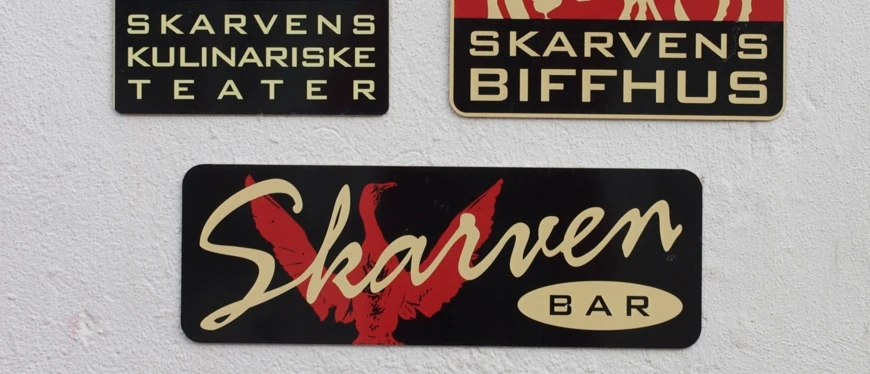 SKARVENS
KULINARISKE
TEATER
SKARVENS
BIFFHUS
Skarven
BAR